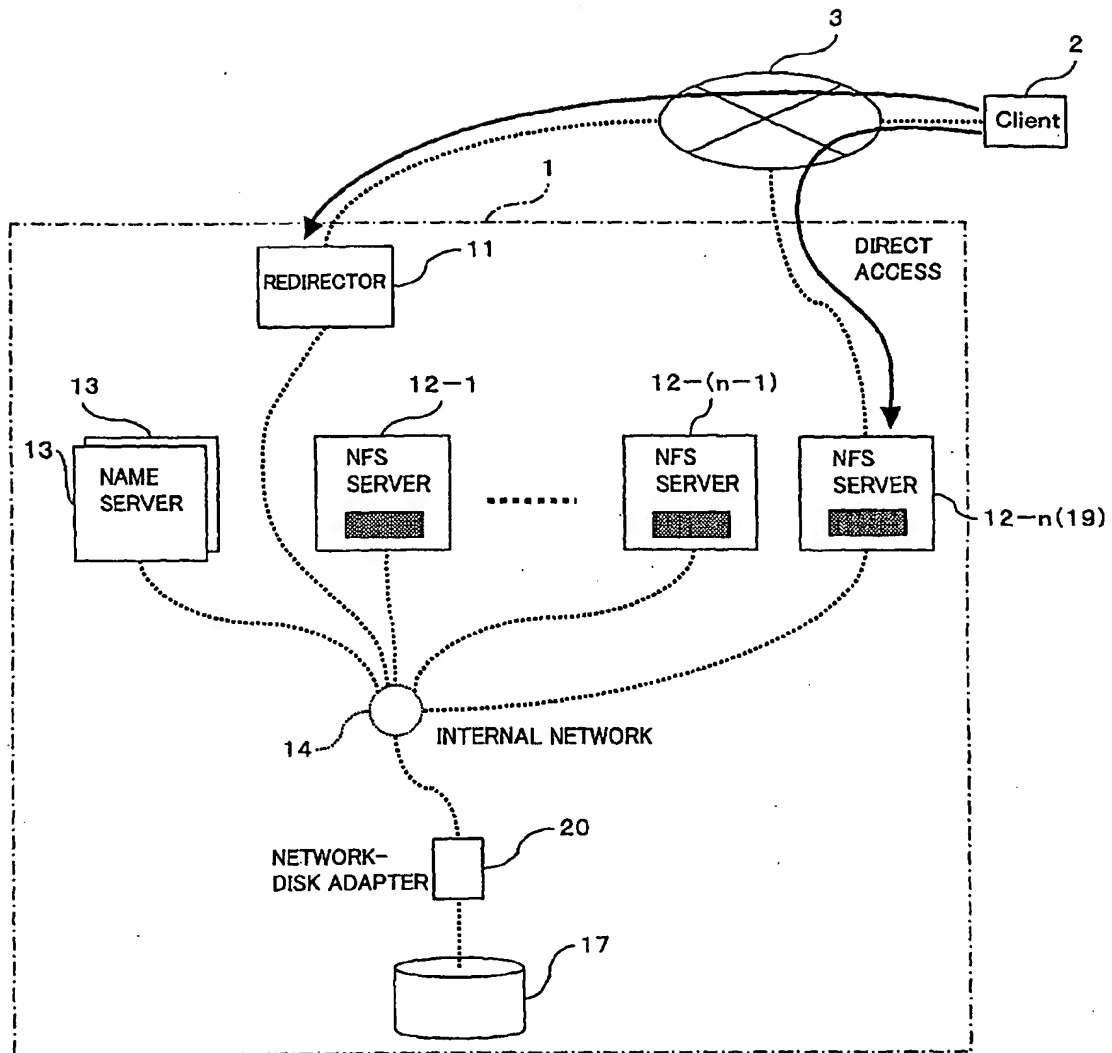 3
2
Client
1
11
REDIRECTOR
DIRECT
ACCESS
13
12-1
12-(n-1)
13
NAME
SERVER
NFS
SERVER
NFS
SERVER
NFS
SERVER
12-n(19)
14
INTERNAL NETWORK
20
NETWORK-
DISK ADAPTER
17